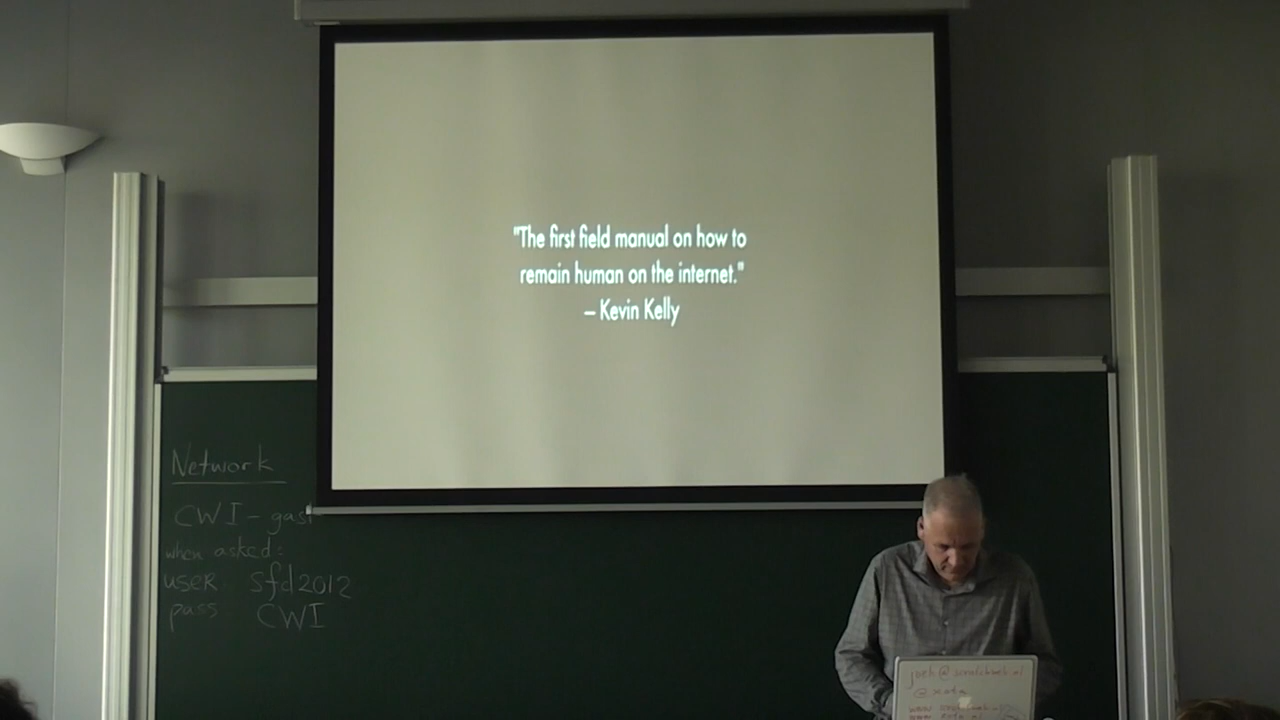 "The first field manual on how to
remain human on the internet."
– Kevin Kelly
Network
CWI-gast
when asked:
user sfd2012
pass CWI
@xota